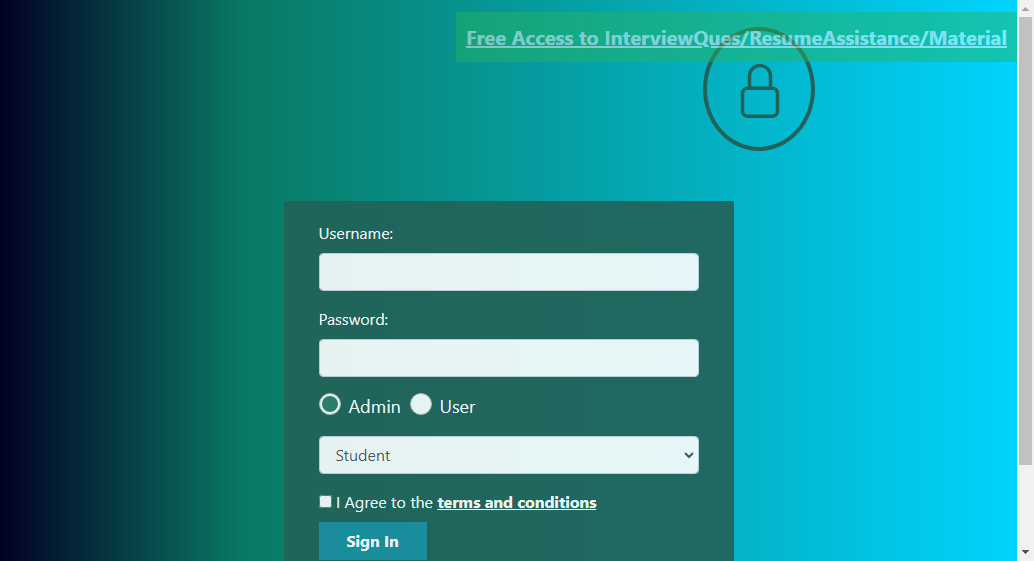 Free Access to InterviewQues/ResumeAssistance/Material
Username:
Password:
Admin User
Student
I Agree to the terms and conditions
Sign In